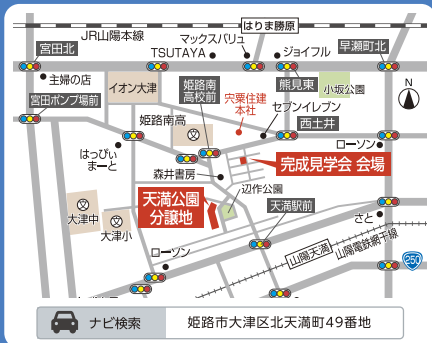 はりま勝原
JR山陽本線
マックスバリュ
TSUTAYA
ジョイフル
宮田北
早瀬町北
主婦の店
イオン大津
姫路南
高校前
熊見東
小坂公園
N
宮田ポンプ場前
宍粟住建
本社
セブンイレブン
姫路南高
文
西土井
はっぴぃ
まーと
ローソン
完成見学会 会場
森井書房
辺作公園
天満公園
分譲地
天満駅前
文
大津中
文
大津小
さと
ローソン
山陽天満
山陽電鉄網干線
250
ナビ検索
姫路市大津区北天満町49番地